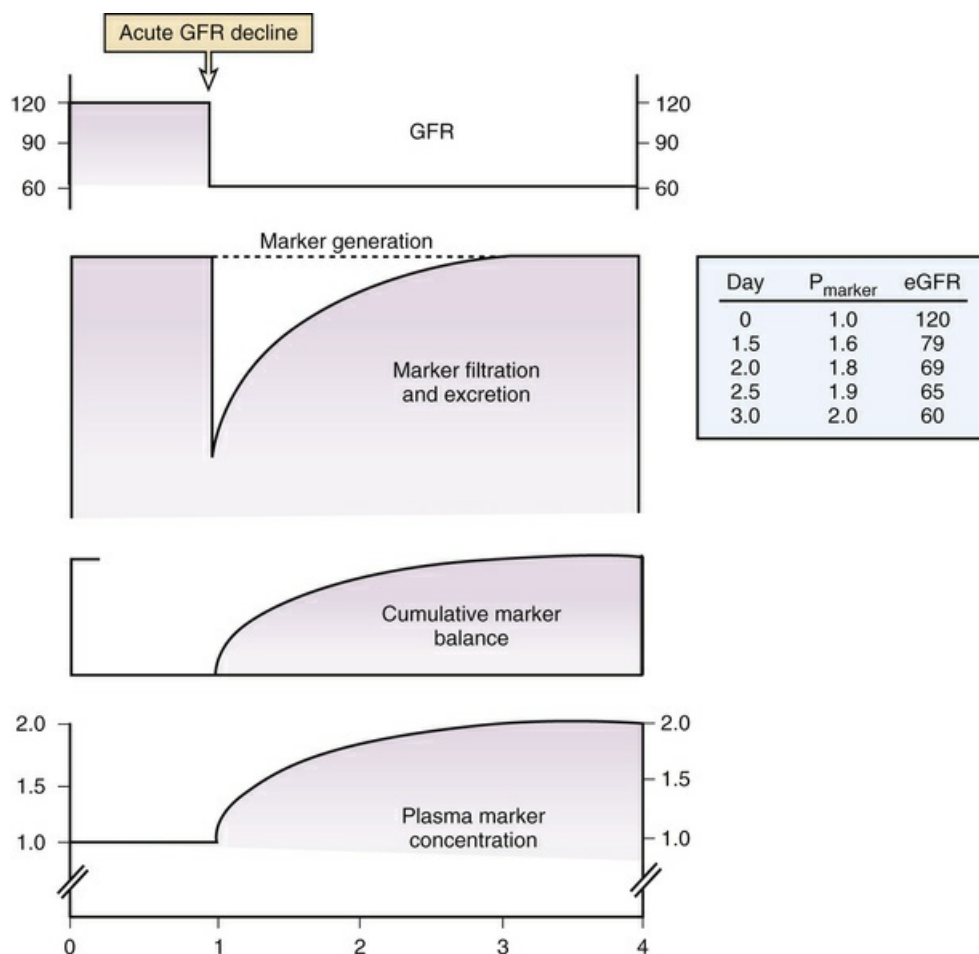 Acute GFR decline
120
90
60
GFR
120
90
60
Marker generation
Marker filtration
and excretion
Day Pmarker eGFR
0 1.0 120
1.5 1.6 79
2.0 1.8 69
2.5 1.9 65
3.0 2.0 60
Cumulative marker
balance
2.0
1.5
1.0
Plasma marker
concentration
2.0
1.5
1.0
0 1 2 3 4